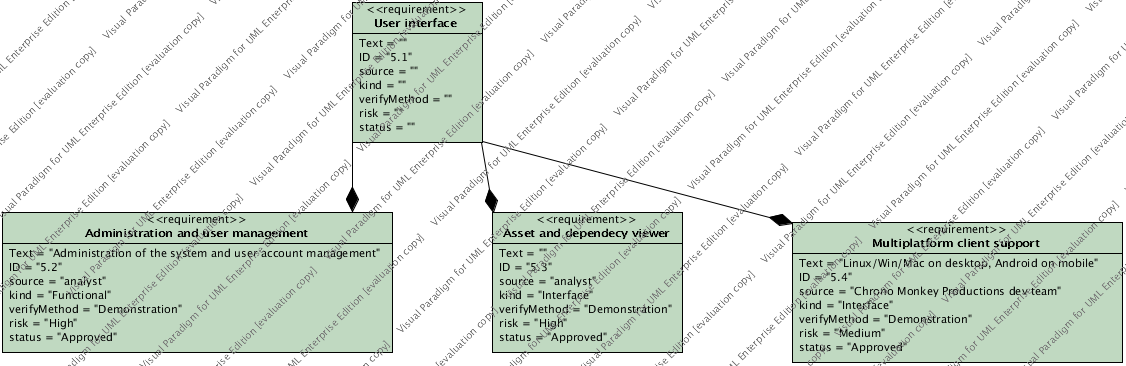 <<requirement>>
User interface
Text = ""
ID = "5.1"
source = ""
kind = ""
verifyMethod = ""
risk = ""
status = ""
<<requirement>>
Administration and user management
Text = "Administration of the system and user account management"
ID = "5.2"
source = "analyst"
kind = "Functional"
verifyMethod = "Demonstration"
risk = "High"
status = "Approved"
<<requirement>>
Asset and dependecy viewer
Text = ""
ID = "5.3"
source = "analyst"
kind = "Interface"
verifyMethod = "Demonstration"
risk = "High"
status = "Approved"
<<requirement>>
Multiplatform client support
Text = "Linux/Win/Mac on desktop, Android on mobile"
ID = "5.4"
source = "Chrono Monkey Productions dev team"
kind = "Interface"
verifyMethod = "Demonstration"
risk = "Medium"
status = "Approved"
Visual Paradigm for UML Enterprise Edition [evaluation copy]